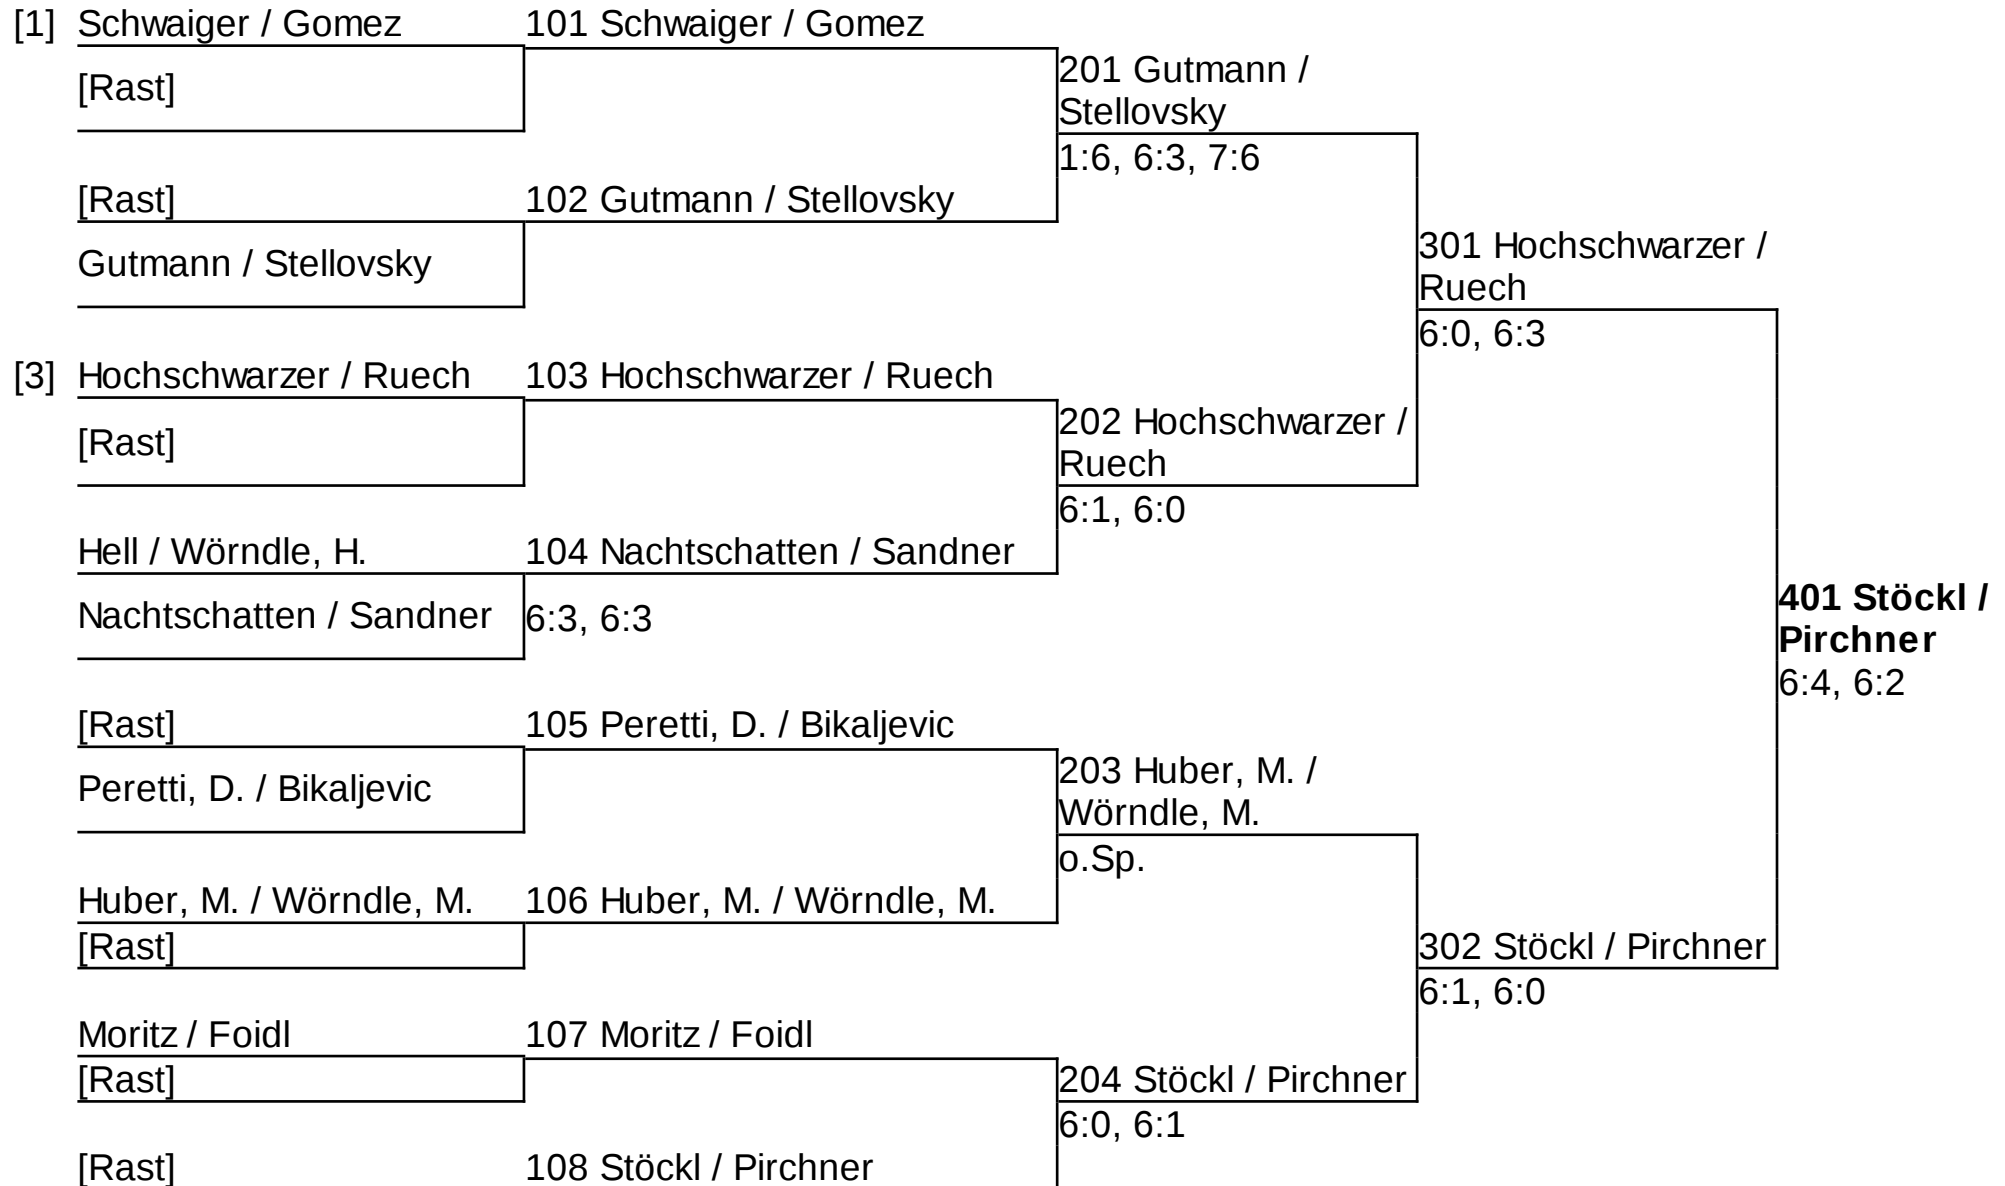 [1] Schwaiger / Gomez 101 Schwaiger / Gomez
201 Gutmann /
[Rast]
Stellovsky
1:6, 6:3, 7:6
[Rast] 102 Gutmann / Stellovsky
301 Hochschwarzer /
Gutmann / Stellovsky
Ruech
6:0, 6:3
[3] Hochschwarzer / Ruech 103 Hochschwarzer / Ruech
202 Hochschwarzer /
[Rast]
Ruech
6:1, 6:0
Hell / Wörndle, H. 104 Nachtschatten / Sandner
401 Stöckl /
Nachtschatten / Sandner 6:3, 6:3
Pirchner
6:4, 6:2
[Rast] 105 Peretti, D. / Bikaljevic
203 Huber, M. /
Peretti, D. / Bikaljevic
Wörndle, M.
o.Sp.
Huber, M. / Wörndle, M. 106 Huber, M. / Wörndle, M.
[Rast] 302 Stöckl / Pirchner
6:1, 6:0
Moritz / Foidl 107 Moritz / Foidl
[Rast] 204 Stöckl / Pirchner
6:0, 6:1
[Rast] 108 Stöckl / Pirchner